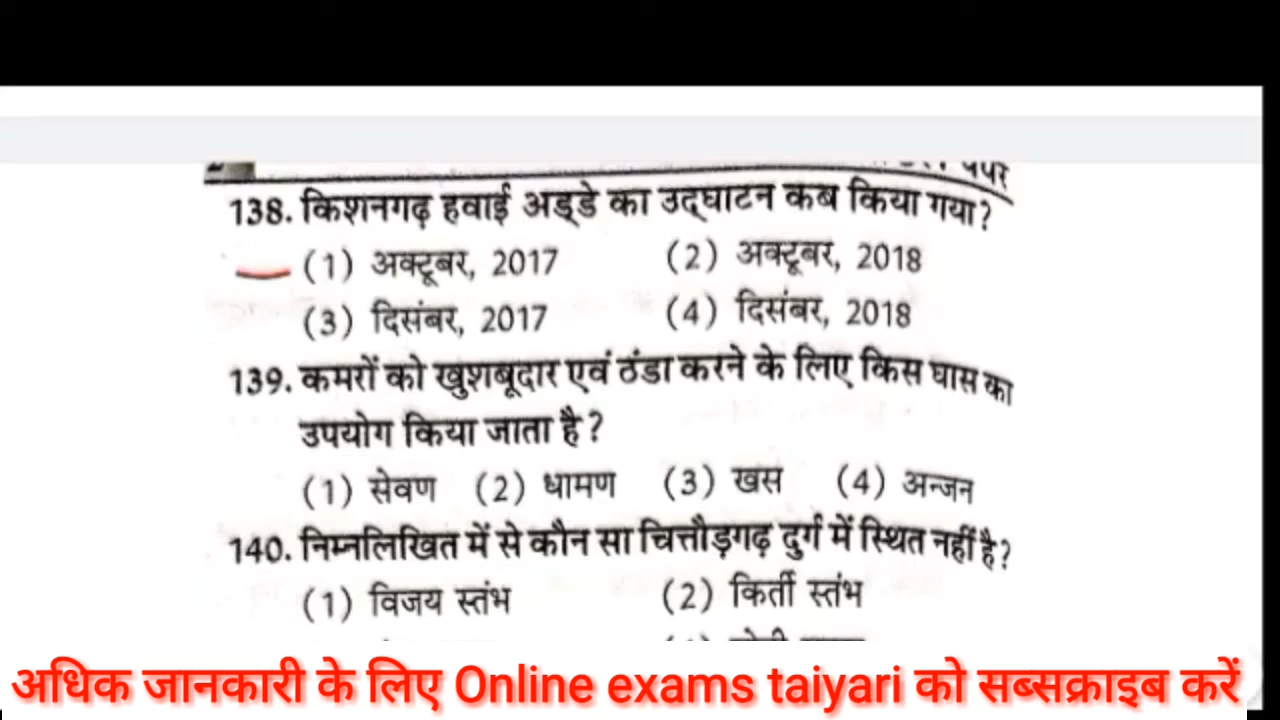 138. किशनगढ़ हवाई अड्डे का उद्घाटन कब किया गया?
(1) अक्टूबर, 2017 (2) अक्टूबर, 2018
(3) दिसंबर, 2017 (4) दिसंबर, 2018
139. कमरों को खुशबूदार एवं ठंडा करने के लिए किस घास का
उपयोग किया जाता है?
(1) सेवण (2) धामण (3) खस (4) अन्जन
140. निम्नलिखित में से कौन सा चित्तौड़गढ़ दुर्ग में स्थित नहीं है?
(1) विजय स्तंभ (2) किर्ती स्तंभ
अधिक जानकारी के लिए Online exams taiyari को सब्सक्राइब करें